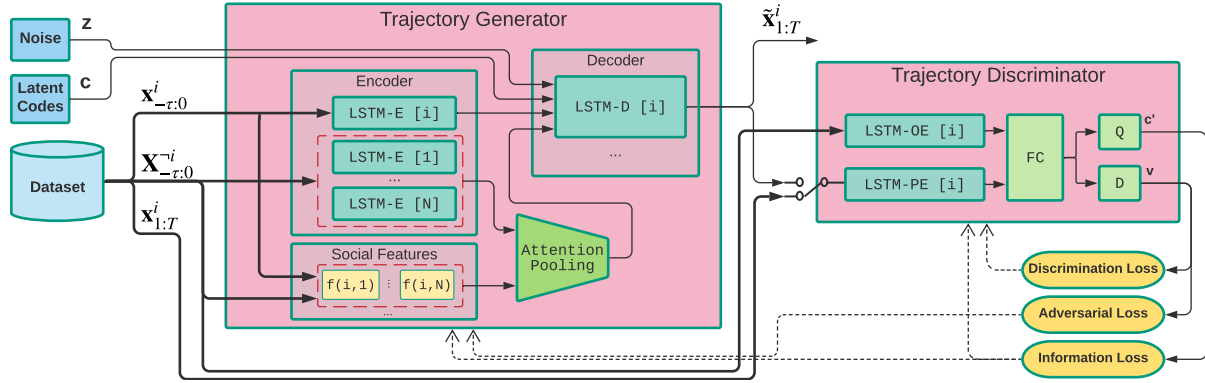 Noise
z
Latent
Codes
c
Dataset
x^i_{-τ:0}
X^{¬i}_{-τ:0}
x^i_{1:T}
Trajectory Generator
Encoder
LSTM-E [i]
LSTM-E [1]
...
LSTM-E [N]
Social Features
f(i,1)
...
f(i,N)
...
Attention
Pooling
Decoder
LSTM-D [i]
...
x̃^i_{1:T}
Trajectory Discriminator
LSTM-OE [i]
LSTM-PE [i]
FC
Q
c'
D
v
Discrimination Loss
Adversarial Loss
Information Loss